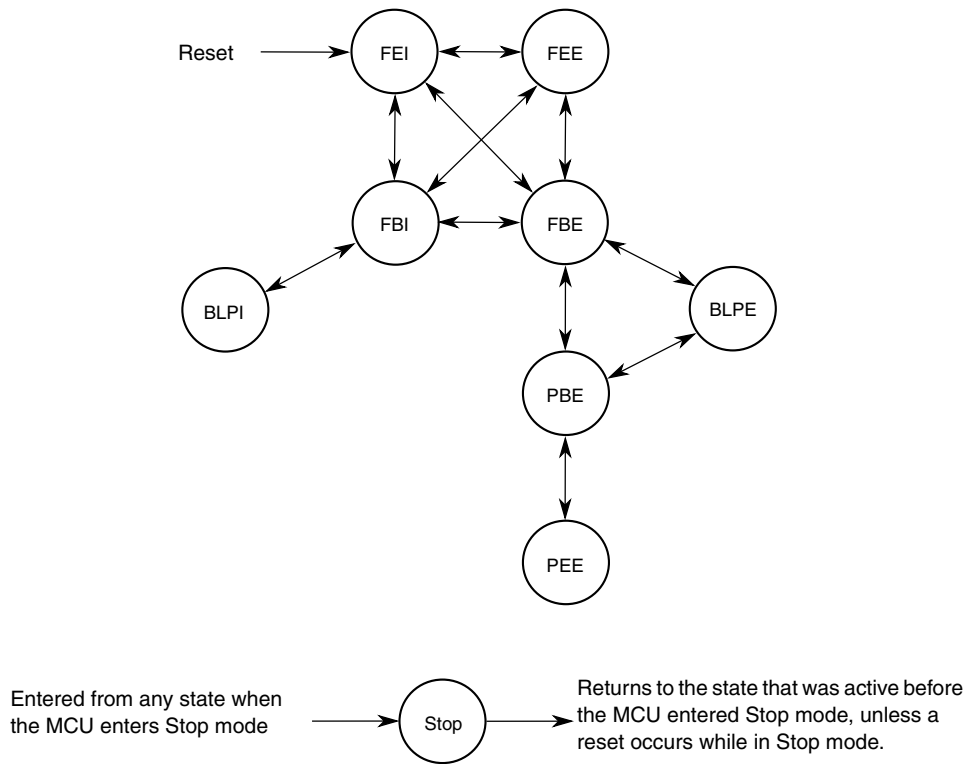 Reset
FEI
FEE
FBI
FBE
BLPI
BLPE
PBE
PEE
Entered from any state when
the MCU enters Stop mode
Stop
Returns to the state that was active before
the MCU entered Stop mode, unless a
reset occurs while in Stop mode.